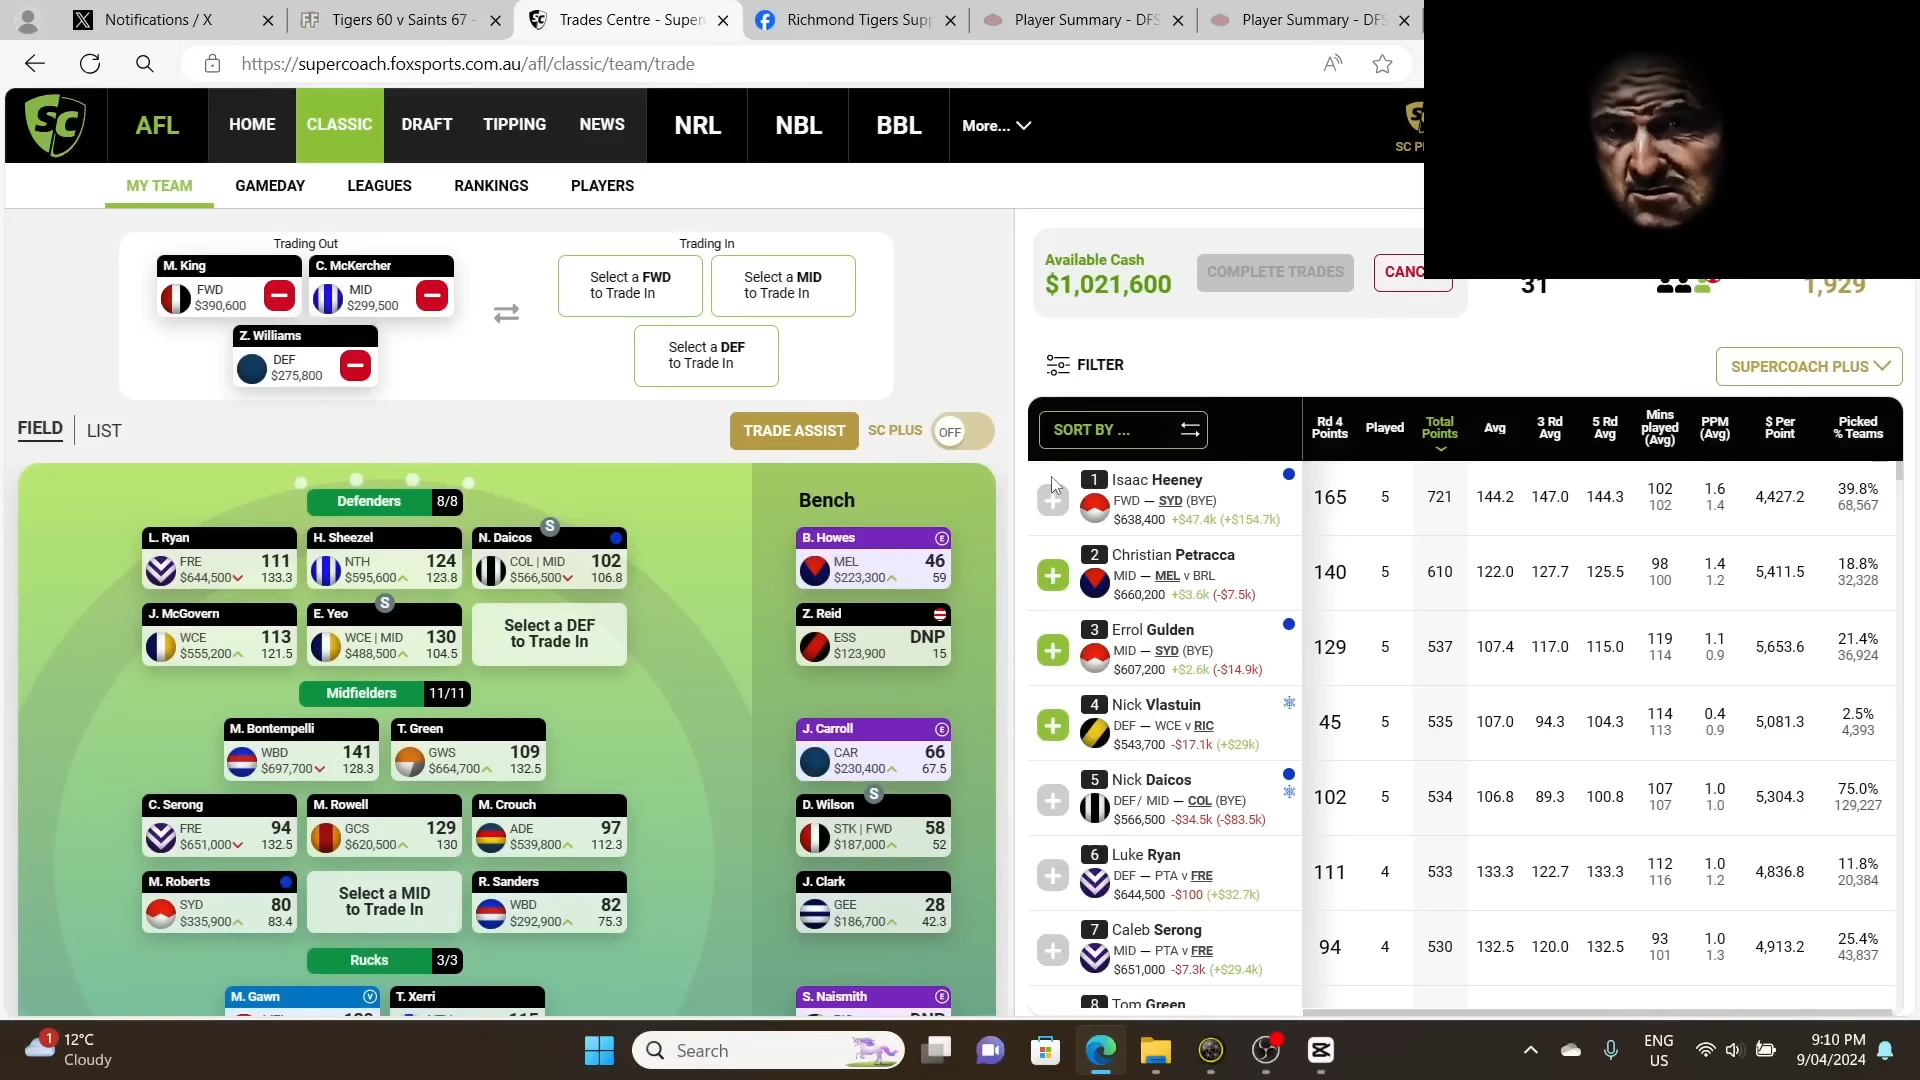 Notifications / X
Tigers 60 v Saints 67 -
Trades Centre - Super
Richmond Tigers Supp
Player Summary - DFS
Player Summary - DFS
https://supercoach.foxsports.com.au/afl/classic/team/trade
SC AFL HOME CLASSIC DRAFT TIPPING NEWS NRL NBL BBL More...
SC PL
MY TEAM GAMEDAY LEAGUES RANKINGS PLAYERS
Trading Out
M. King
FWD
$390,600
C. McKercher
MID
$299,500
Z. Williams
DEF
$275,800
Trading In
Select a FWD
to Trade In
Select a MID
to Trade In
Select a DEF
to Trade In
Available Cash
$1,021,600
COMPLETE TRADES
CANC
31
1,929
FILTER
SUPERCOACH PLUS
FIELD LIST
TRADE ASSIST SC PLUS OFF
Defenders 8/8
Bench
L. Ryan
FRE 111
$644,500 133.3
H. Sheezel
NTH 124
$595,600 123.8
S
N. Daicos
COL | MID 102
$566,500 106.8
B. Howes E
MEL 46
$223,300 59
J. McGovern
WCE 113
$555,200 121.5
S
E. Yeo
WCE | MID 130
$488,500 104.5
Select a DEF
to Trade In
Z. Reid
ESS DNP
$123,900 15
Midfielders 11/11
M. Bontempelli
WBD 141
$697,700 128.3
T. Green
GWS 109
$664,700 132.5
J. Carroll E
CAR 66
$230,400 67.5
C. Serong
FRE 94
$651,000 132.5
M. Rowell
GCS 129
$620,500 130
M. Crouch
ADE 97
$539,800 112.3
S
D. Wilson
STK | FWD 58
$187,000 52
M. Roberts
SYD 80
$335,900 83.4
Select a MID
to Trade In
R. Sanders
WBD 82
$292,900 75.3
J. Clark
GEE 28
$186,700 42.3
Rucks 3/3
M. Gawn V
T. Xerri
S. Naismith E
SORT BY ...
Rd 4 Points
Played
Total Points
Avg
3 Rd Avg
5 Rd Avg
Mins played (Avg)
PPM (Avg)
$ Per Point
Picked % Teams
1 Isaac Heeney
FWD — SYD (BYE)
$638,400 +$47.4k (+$154.7k)
165 5 721 144.2 147.0 144.3 102 1.6 4,427.2 39.8%
102 1.4 68,567
2 Christian Petracca
MID — MEL v BRL
$660,200 +$3.6k (-$7.5k)
140 5 610 122.0 127.7 125.5 98 1.4 5,411.5 18.8%
100 1.2 32,328
3 Errol Gulden
MID — SYD (BYE)
$607,200 +$2.6k (-$14.9k)
129 5 537 107.4 117.0 115.0 119 1.1 5,653.6 21.4%
114 0.9 36,924
4 Nick Vlastuin
DEF — WCE v RIC
$543,700 -$17.1k (+$29k)
45 5 535 107.0 94.3 104.3 114 0.4 5,081.3 2.5%
113 0.9 4,393
5 Nick Daicos
DEF/ MID — COL (BYE)
$566,500 -$34.5k (-$83.5k)
102 5 534 106.8 89.3 100.8 107 1.0 5,304.3 75.0%
107 1.0 129,227
6 Luke Ryan
DEF — PTA v FRE
$644,500 -$100 (+$32.7k)
111 4 533 133.3 122.7 133.3 112 1.0 4,836.8 11.8%
116 1.2 20,384
7 Caleb Serong
MID — PTA v FRE
$651,000 -$7.3k (+$29.4k)
94 4 530 132.5 120.0 132.5 93 1.0 4,913.2 25.4%
101 1.3 43,837
8 Tom Green
1
12°C
Cloudy
Search
ENG
US
9:10 PM
9/04/2024